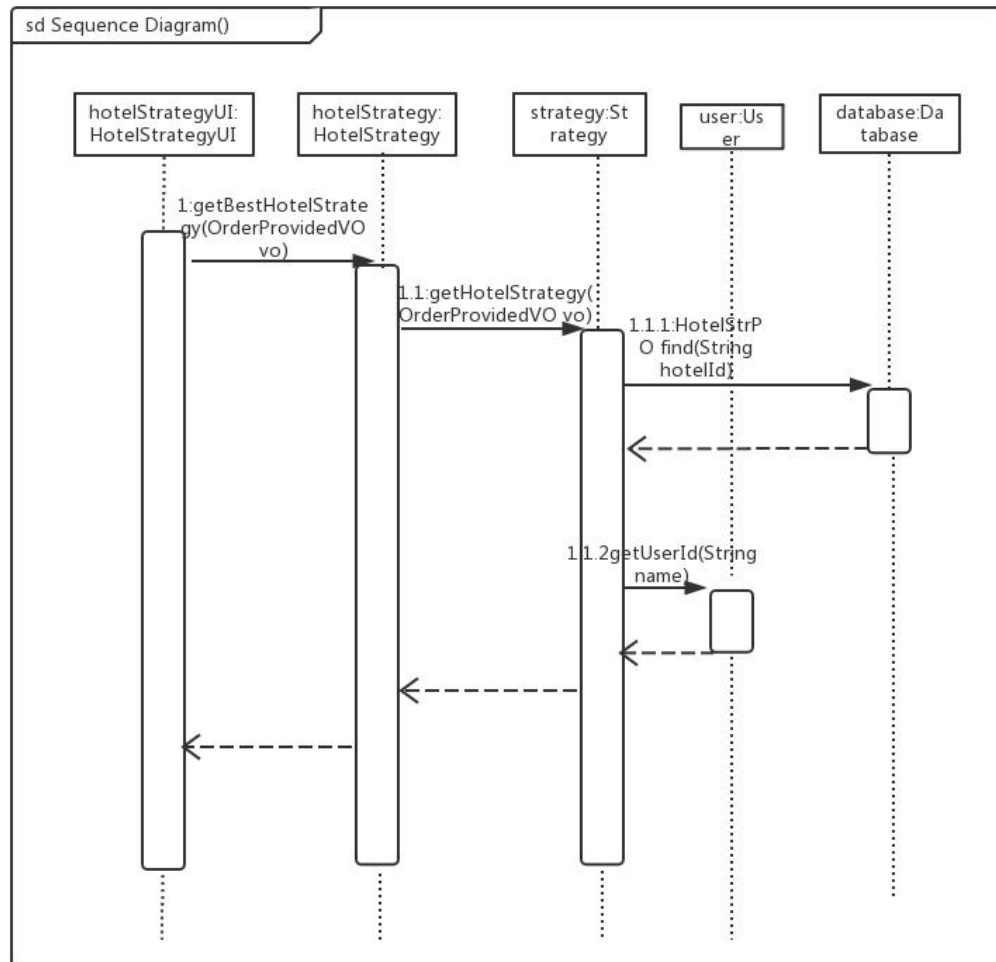 sd Sequence Diagram()
hotelStrategyUI:
HotelStrategyUI
hotelStrategy:
HotelStrategy
strategy:St
rategy
user:Us
er
database:Da
tabase
1:getBestHotelStrate
gy(OrderProvidedVO
vo)
1.1:getHotelStrategy(
OrderProvidedVO vo)
1.1.1:HotelStrP
O find(String
hotelId)
1.1.2getUserId(String
name)